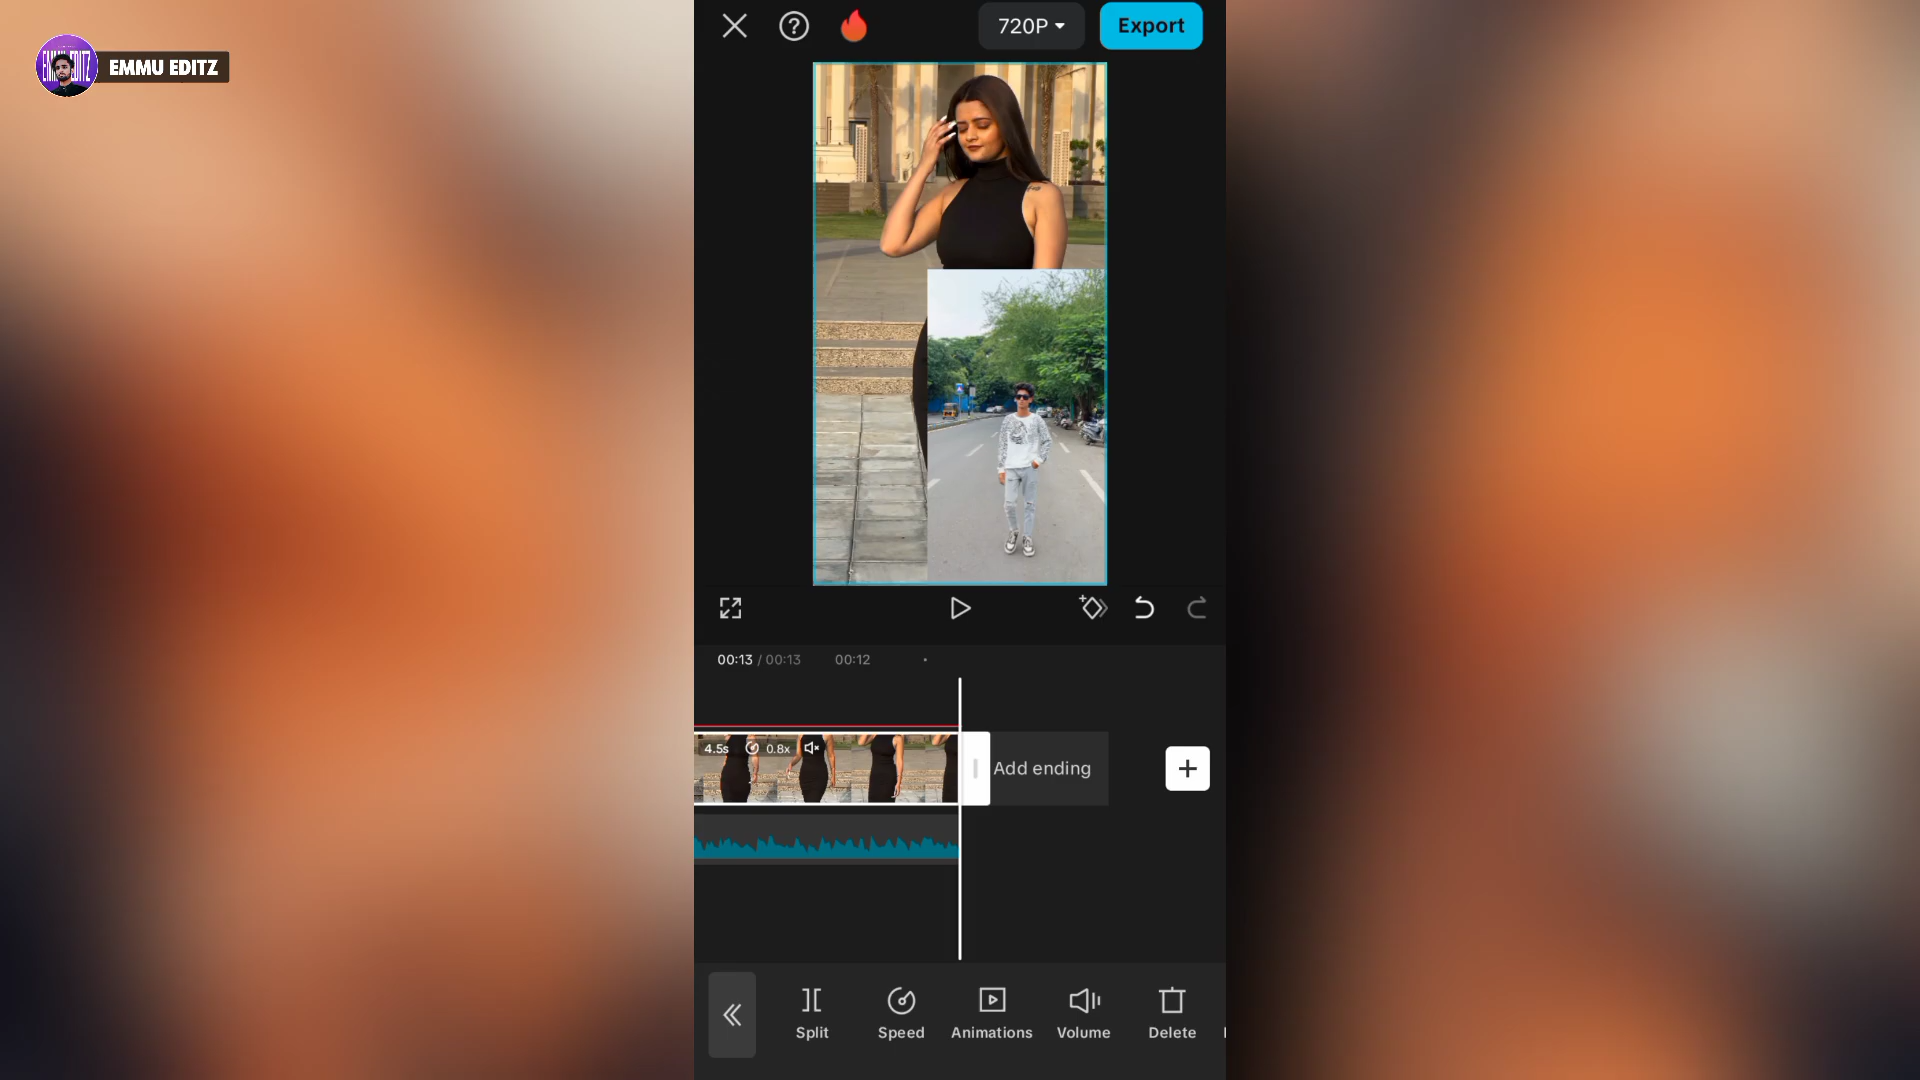 EMMU EDITZ
720P
Export
00:13 / 00:13
00:12
4.5s
0.8x
Add ending
Split
Speed
Animations
Volume
Delete